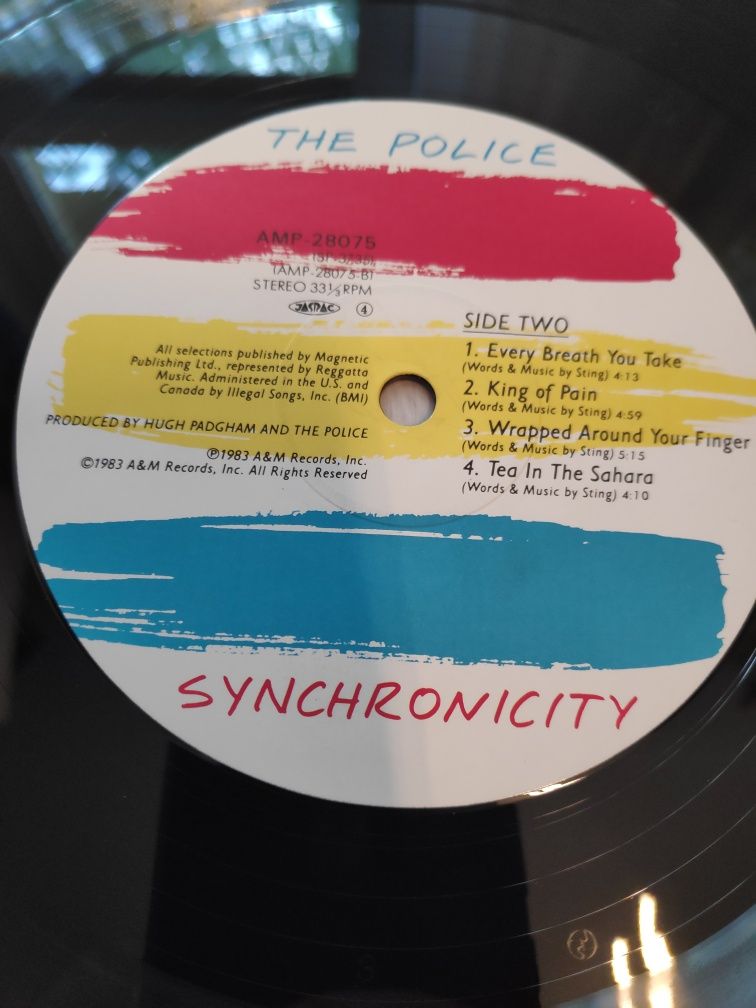 THE POLICE
AMP-28075
(SP-3735)
(AMP-28075-B)
STEREO 33⅓ RPM
JASRAC ④
All selections published by Magnetic
Publishing Ltd., represented by Reggatta
Music. Administered in the U.S. and
Canada by Illegal Songs, Inc. (BMI)
PRODUCED BY HUGH PADGHAM AND THE POLICE
℗1983 A&M Records, Inc.
©1983 A&M Records, Inc. All Rights Reserved
SIDE TWO
1. Every Breath You Take
(Words & Music by Sting) 4:13
2. King of Pain
(Words & Music by Sting) 4:59
3. Wrapped Around Your Finger
(Words & Music by Sting) 5:15
4. Tea In The Sahara
(Words & Music by Sting) 4:10
SYNCHRONICITY